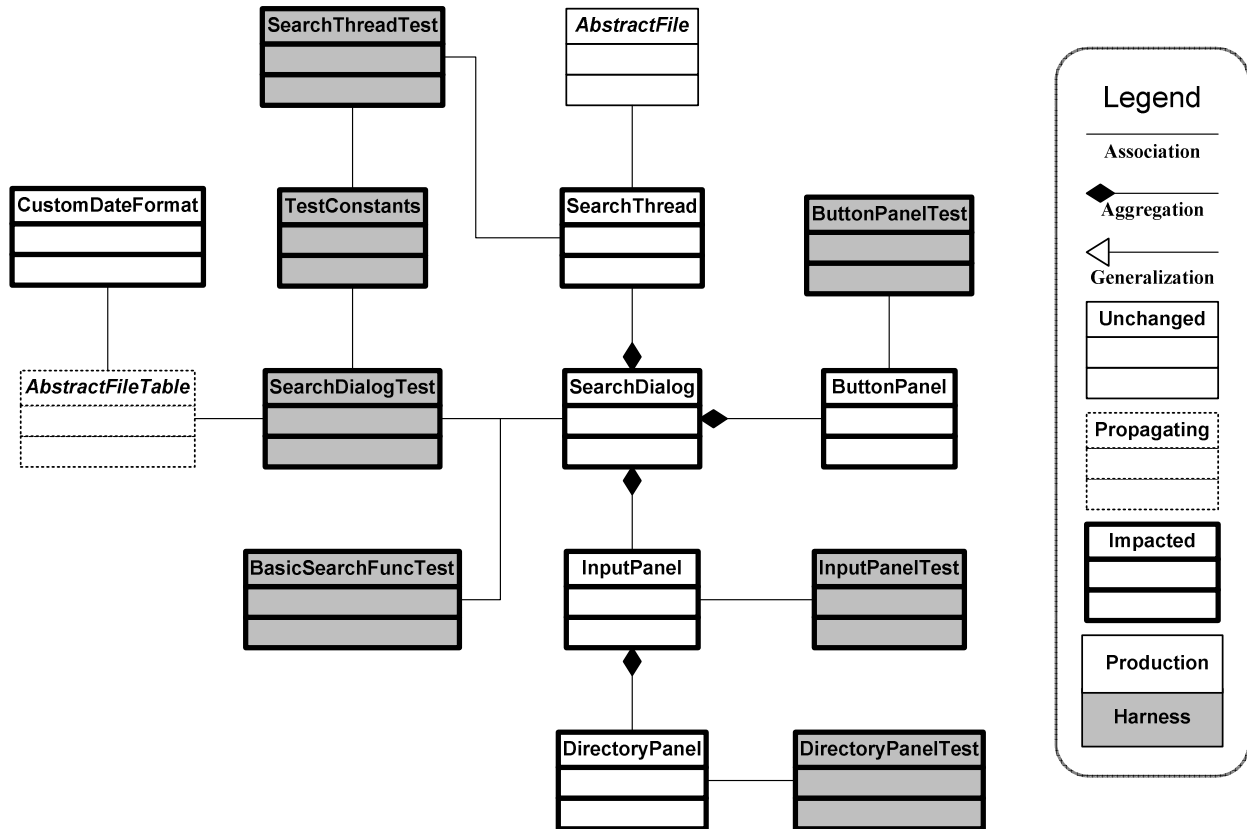 SearchThreadTest
AbstractFile
Legend
Association
CustomDateFormat
TestConstants
SearchThread
ButtonPanelTest
Aggregation
Generalization
Unchanged
AbstractFileTable
SearchDialogTest
SearchDialog
ButtonPanel
Propagating
BasicSearchFuncTest
InputPanel
InputPanelTest
Impacted
Production
Harness
DirectoryPanel
DirectoryPanelTest